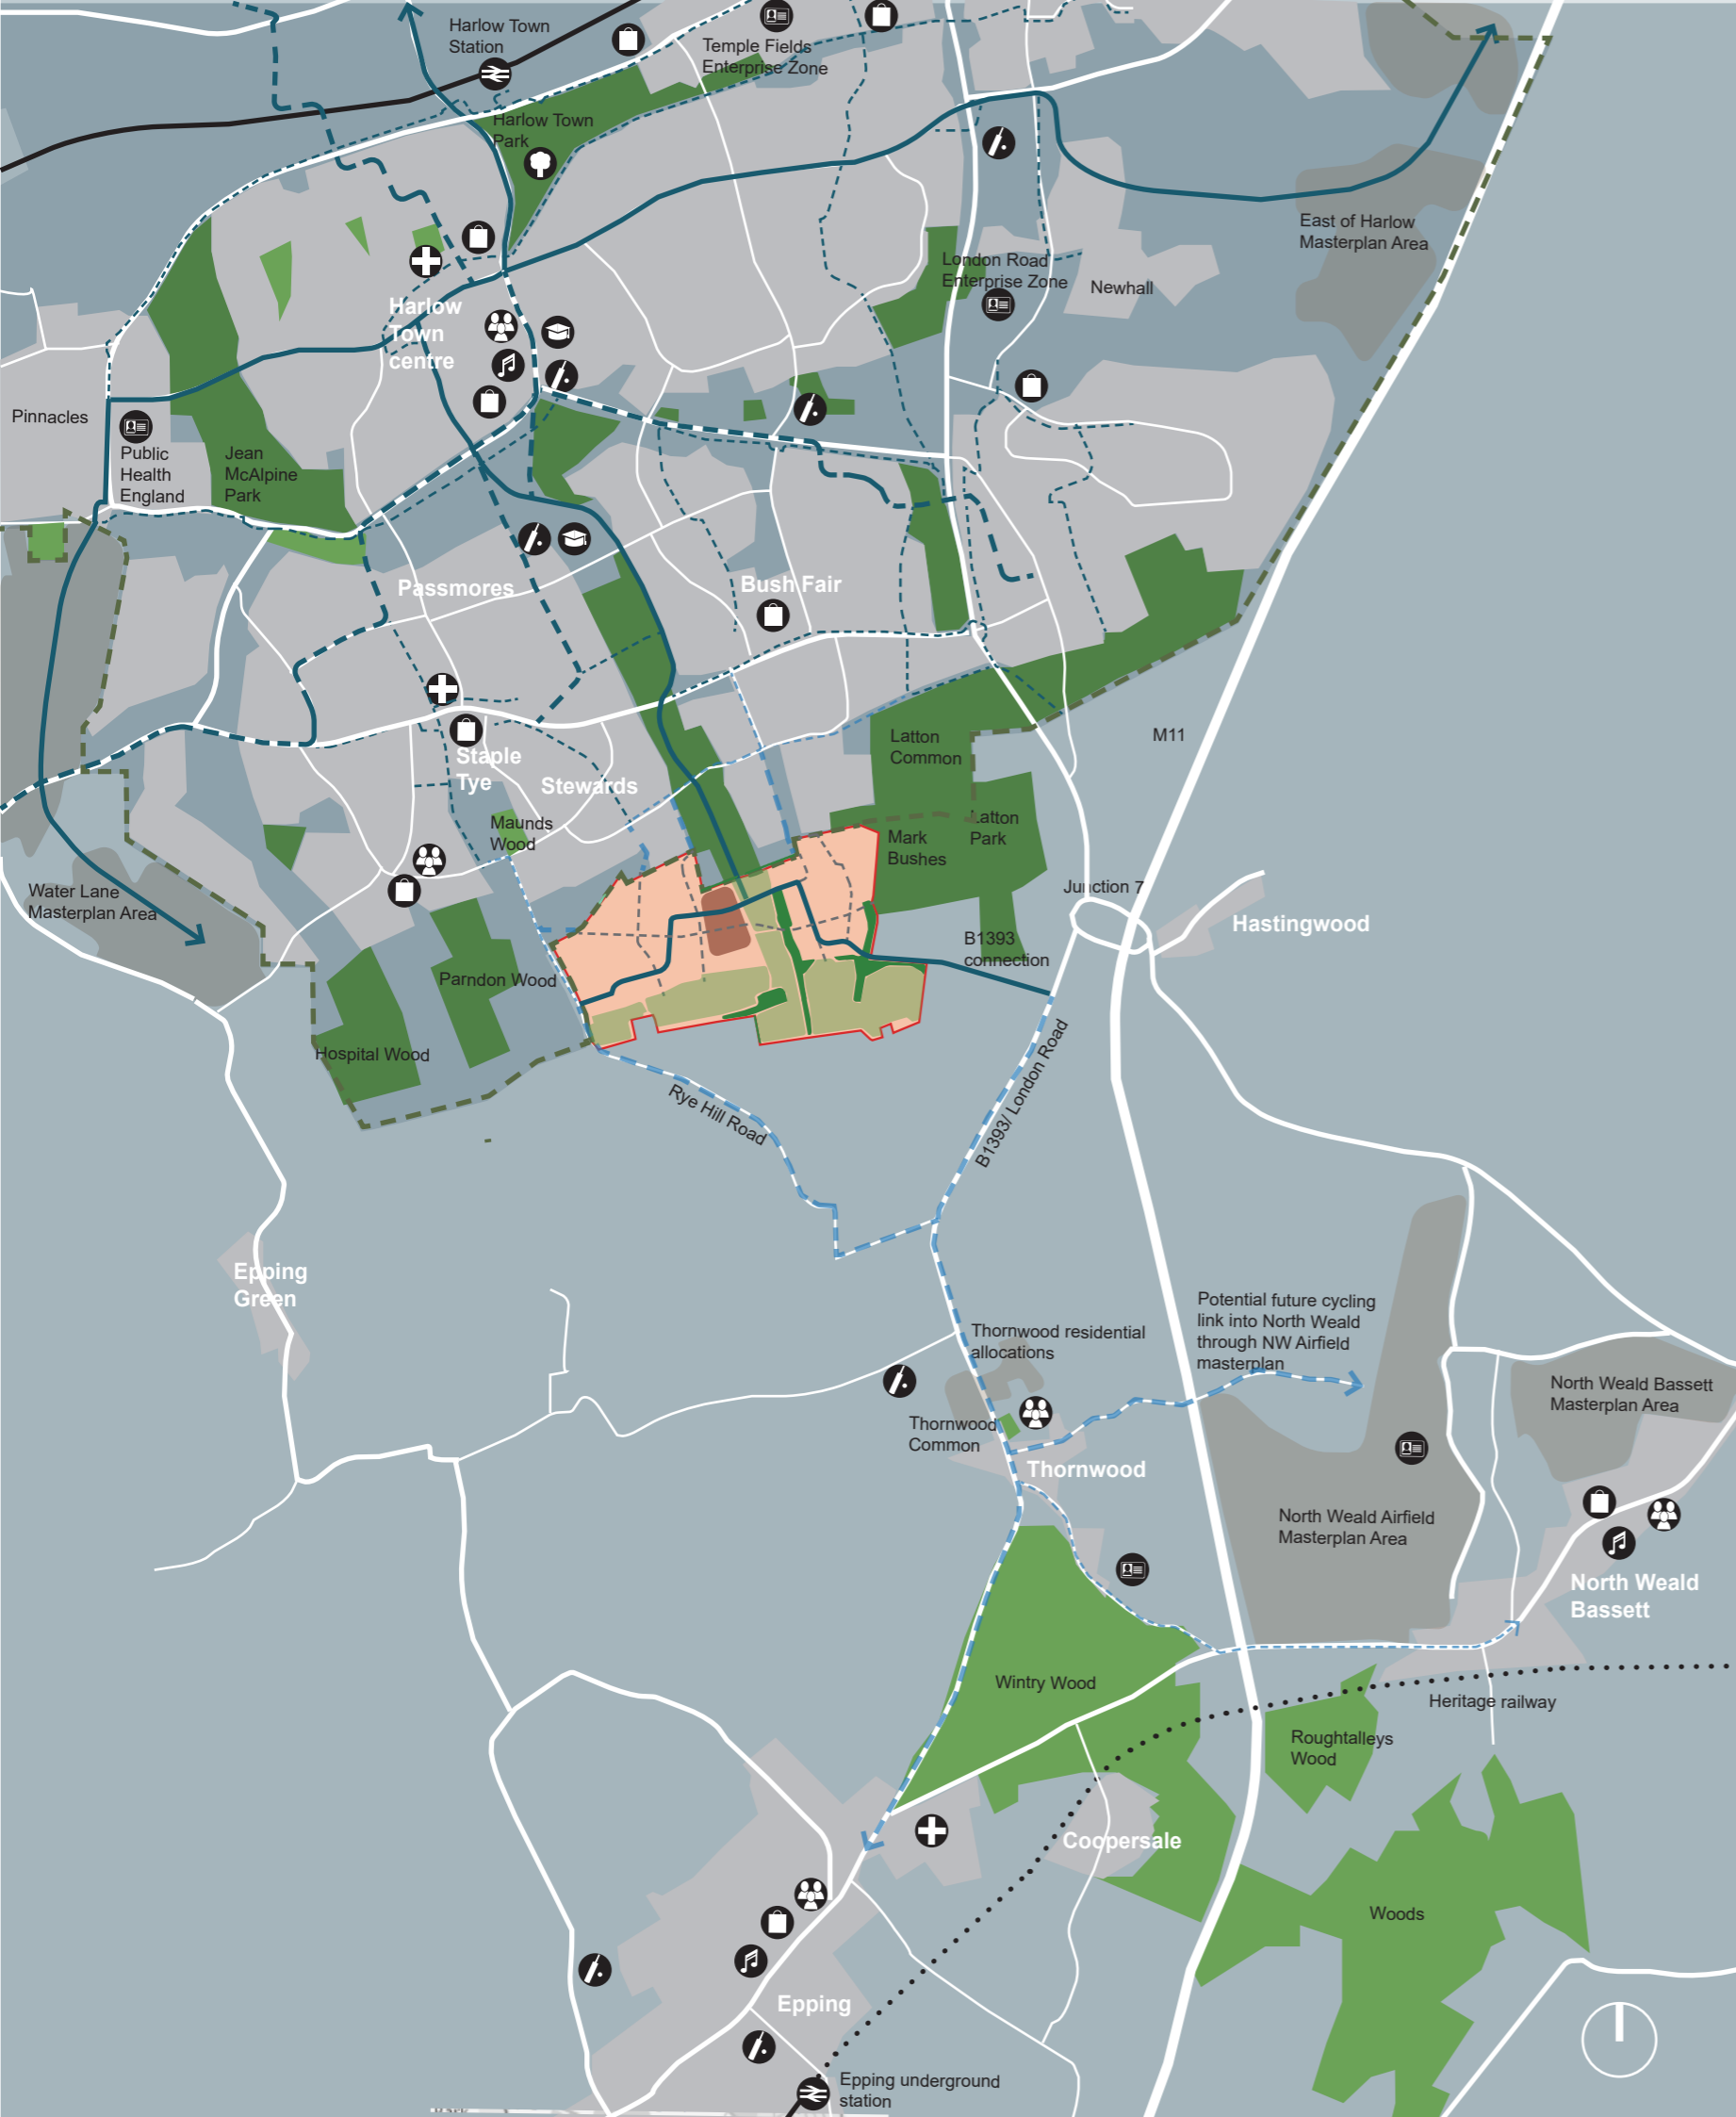 Harlow Town
Station
Temple Fields
Enterprise Zone
Harlow Town
Park
East of Harlow
Masterplan Area
London Road
Enterprise Zone
Newhall
Harlow
Town
centre
Pinnacles
Public
Health
England
Jean
McAlpine
Park
Passmores
Bush Fair
Latton
Common
M11
Staple
Tye
Stewards
Maunds
Wood
Mark
Bushes
Latton
Park
Water Lane
Masterplan Area
Junction 7
Hastingwood
B1393
connection
Parndon Wood
Hospital Wood
Rye Hill Road
B1393/ London Road
Epping
Green
Potential future cycling
link into North Weald
through NW Airfield
masterplan
Thornwood residential
allocations
North Weald Bassett
Masterplan Area
Thornwood
Common
Thornwood
North Weald Airfield
Masterplan Area
North Weald
Bassett
Wintry Wood
Heritage railway
Roughtalleys
Wood
Coopersale
Woods
Epping
Epping underground
station